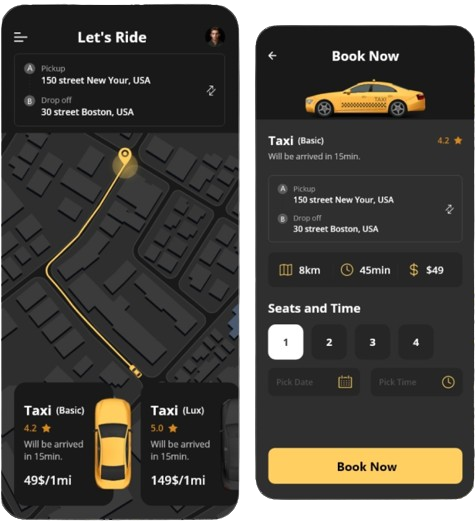 Let's Ride
A Pickup
150 street New Your, USA
B Drop off
30 street Boston, USA
Taxi (Basic)
4.2
Will be arrived
in 15min.
49$/1mi
Taxi (Lux)
5.0
Will be arrived
in 15min.
149$/1mi
Book Now
TAXI
Taxi (Basic)
4.2
Will be arrived in 15min.
A Pickup
150 street New Your, USA
B Drop off
30 street Boston, USA
8km
45min
$ $49
Seats and Time
1 2 3 4
Pick Date
Pick Time
Book Now